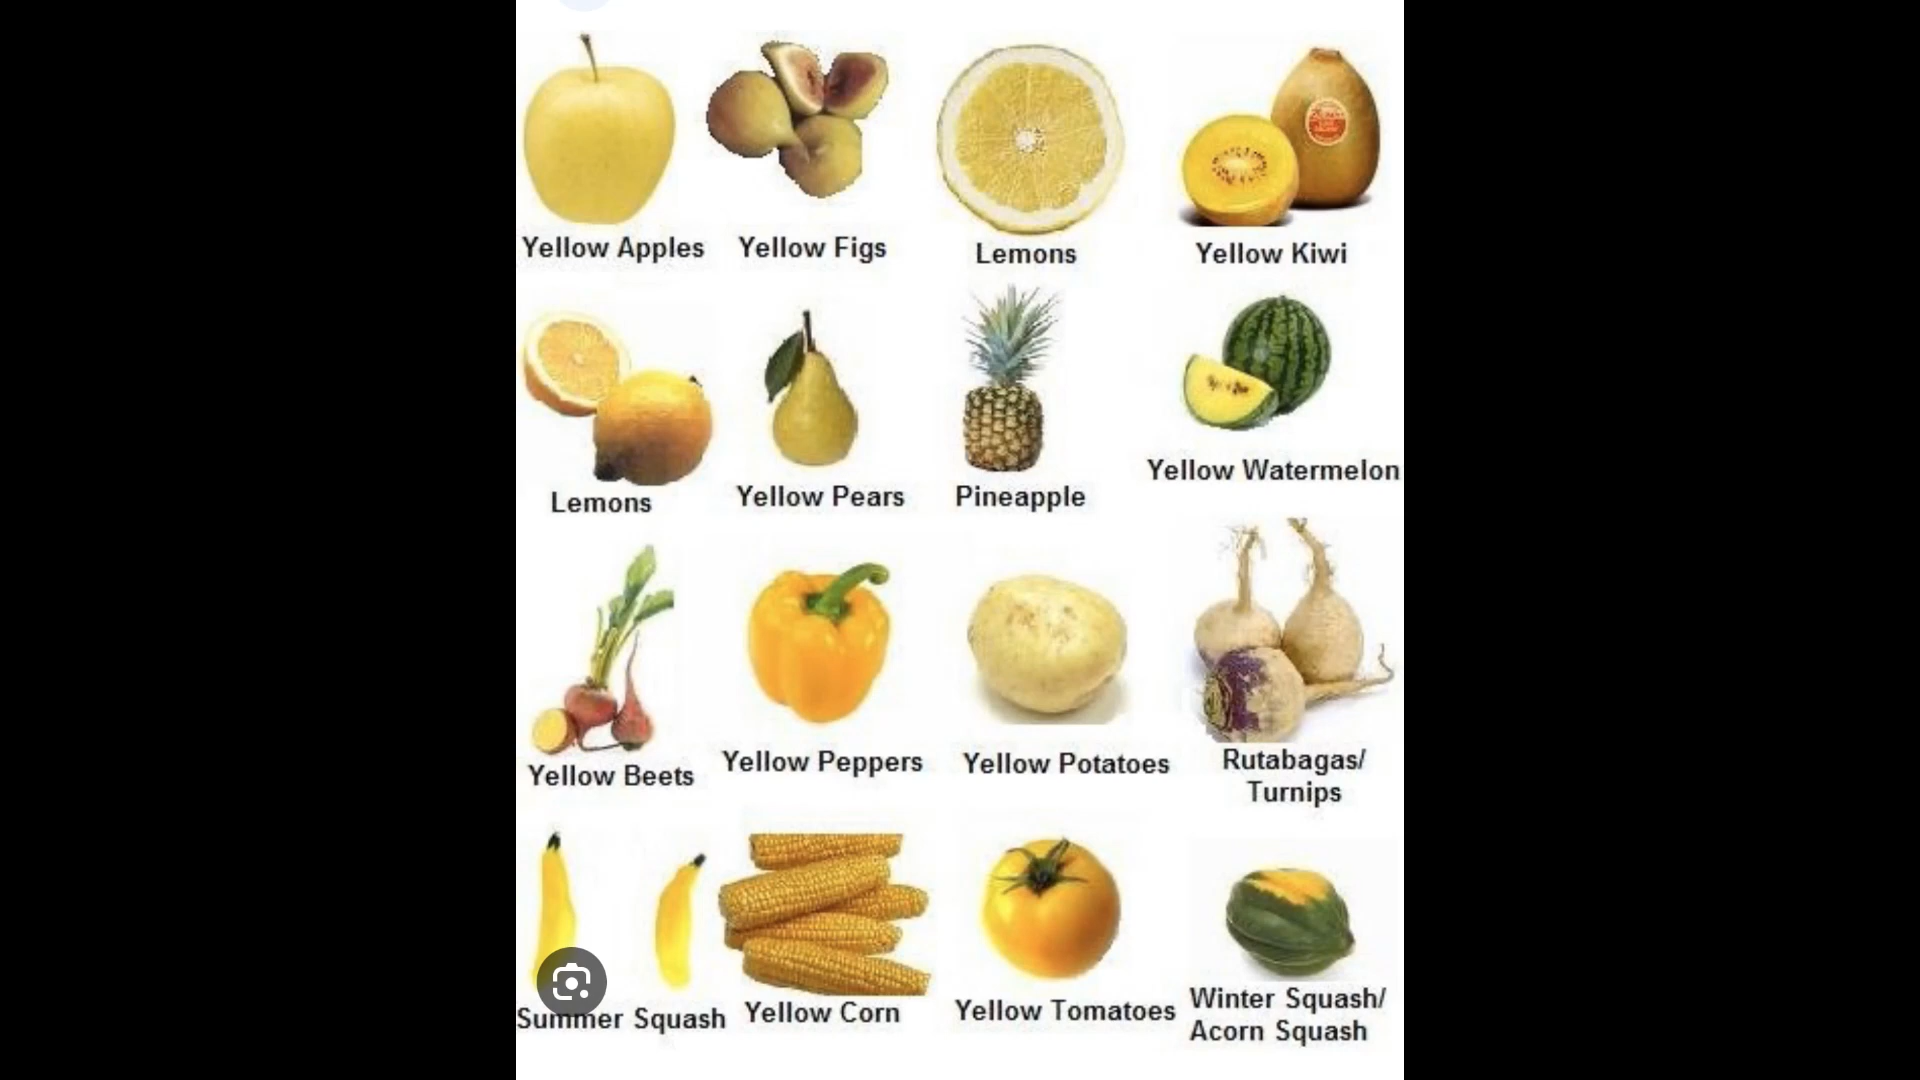 Yellow Apples
Yellow Figs
Lemons
Yellow Kiwi
Lemons
Yellow Pears
Pineapple
Yellow Watermelon
Yellow Beets
Yellow Peppers
Yellow Potatoes
Rutabagas/
Turnips
Summer Squash
Yellow Corn
Yellow Tomatoes
Winter Squash/
Acorn Squash